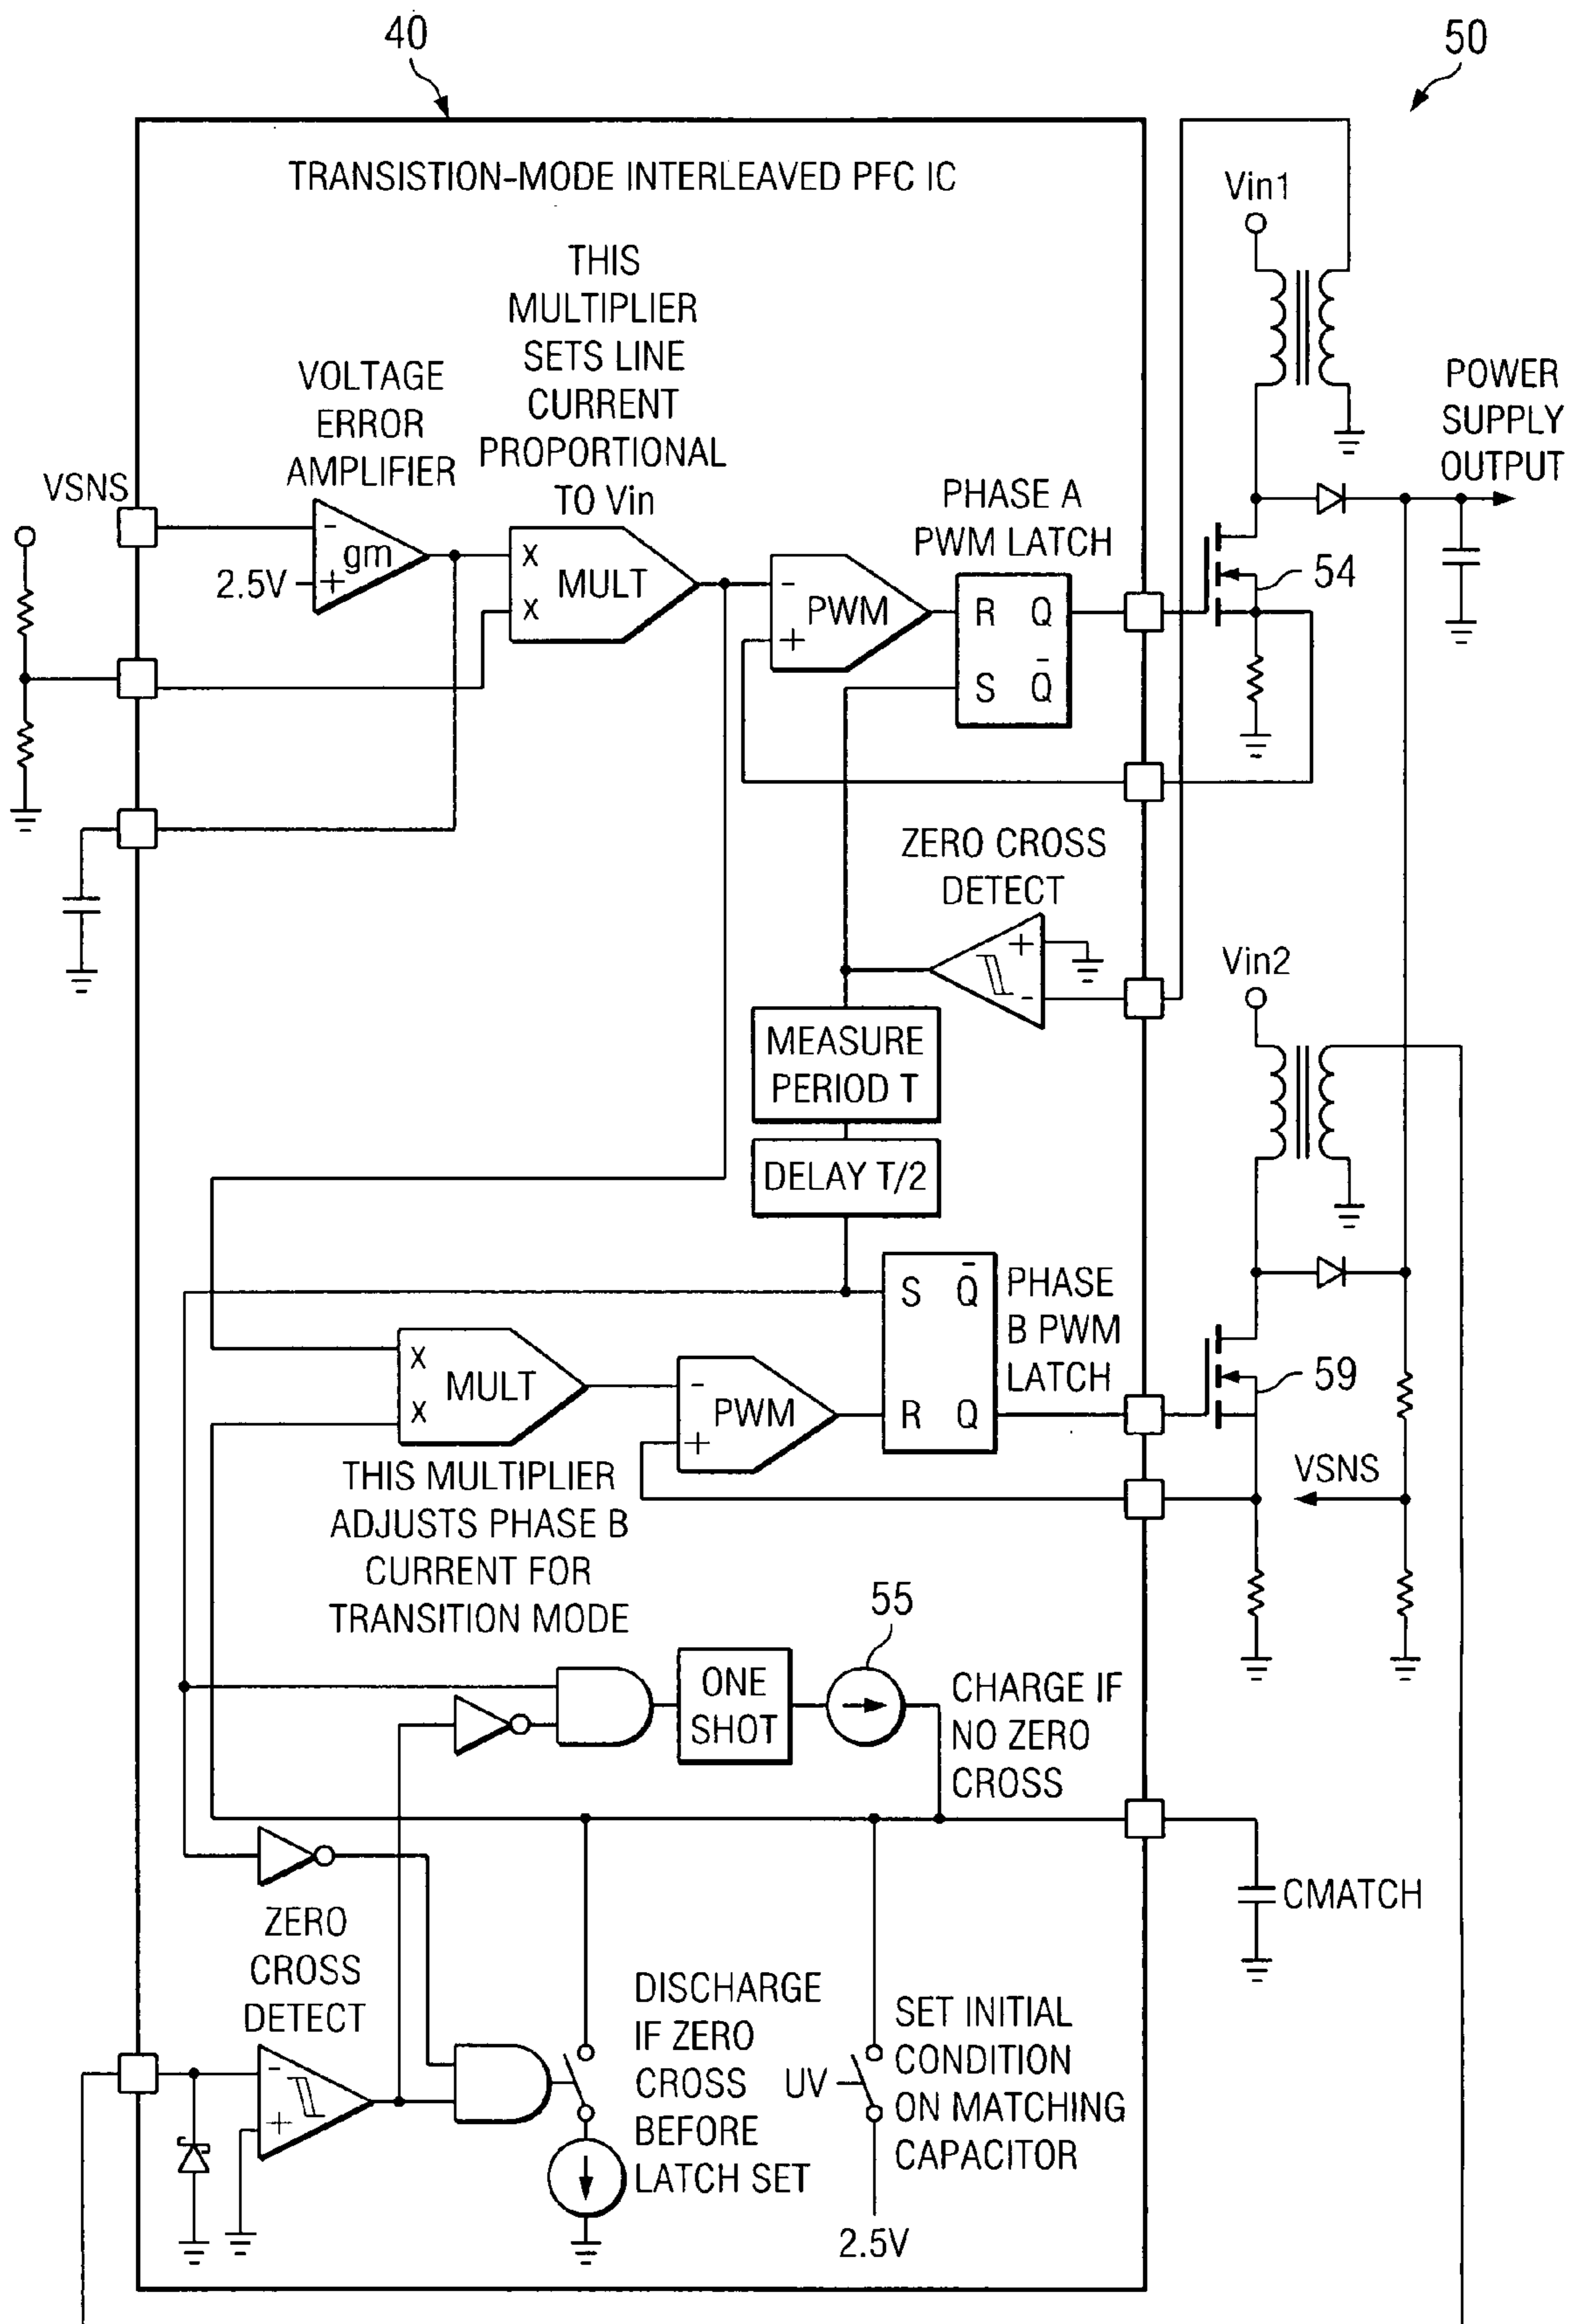 40
50
TRANSISTION-MODE INTERLEAVED PFC IC
THIS
MULTIPLIER
SETS LINE
CURRENT
PROPORTIONAL
TO Vin
VOLTAGE
ERROR
AMPLIFIER
VSNS
-
gm
2.5V
+
X
X
MULT
-
+
PWM
PHASE A
PWM LATCH
R Q
S Q̄
Vin1
POWER
SUPPLY
OUTPUT
54
ZERO CROSS
DETECT
+
-
MEASURE
PERIOD T
DELAY T/2
Vin2
X
X
MULT
-
+
PWM
S Q̄
R Q
PHASE
B PWM
LATCH
59
VSNS
THIS MULTIPLIER
ADJUSTS PHASE B
CURRENT FOR
TRANSITION MODE
55
ONE
SHOT
CHARGE IF
NO ZERO
CROSS
CMATCH
ZERO
CROSS
DETECT
-
+
DISCHARGE
IF ZERO
CROSS
BEFORE
LATCH SET
UV
SET INITIAL
CONDITION
ON MATCHING
CAPACITOR
2.5V